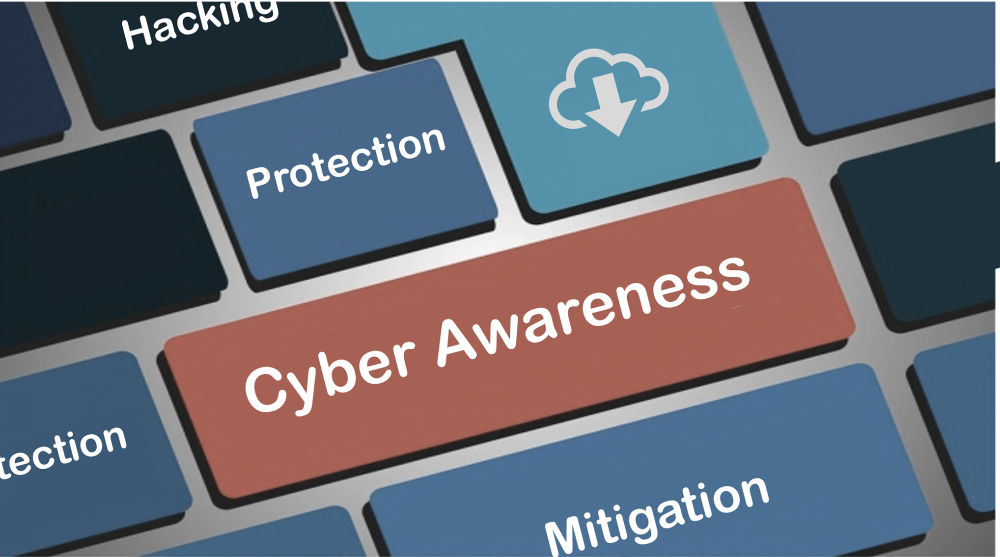 Hacking
Protection
Cyber Awareness
tection
Mitigation